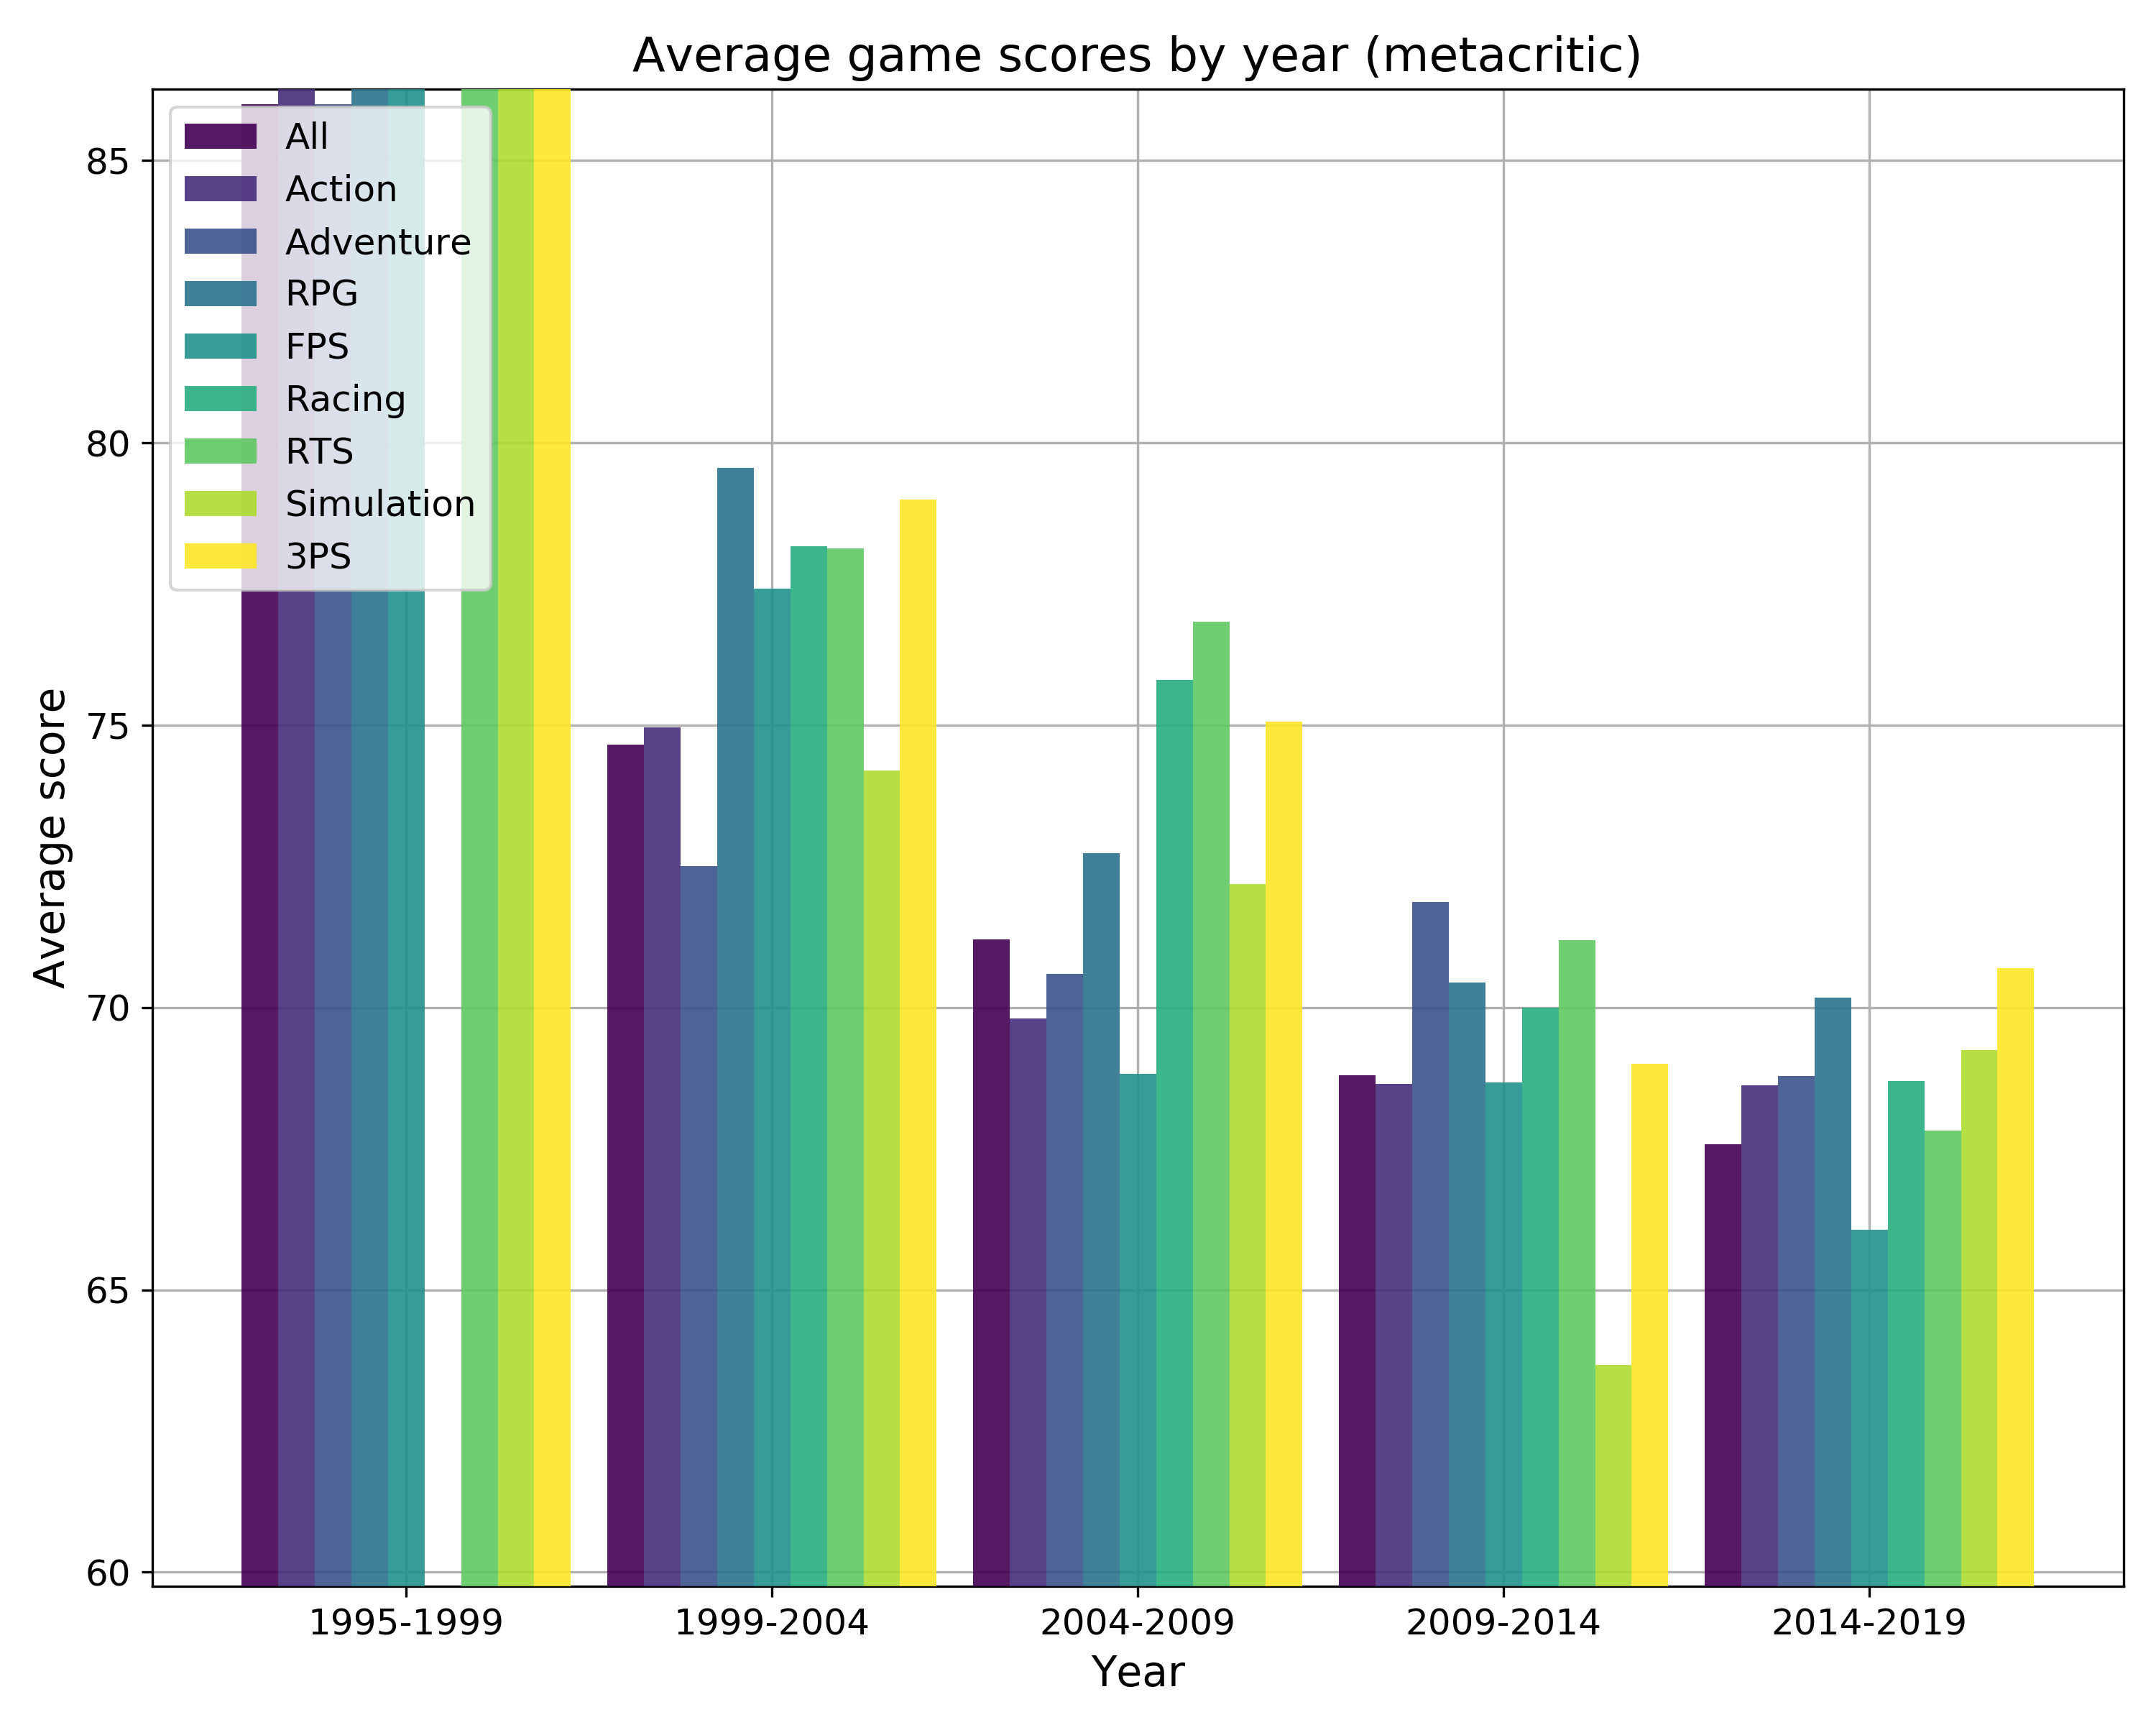 Average game scores by year (metacritic)
All
Action
Adventure
RPG
FPS
Racing
RTS
Simulation
3PS
Average score
85
80
75
70
65
60
1995-1999
1999-2004
2004-2009
2009-2014
2014-2019
Year